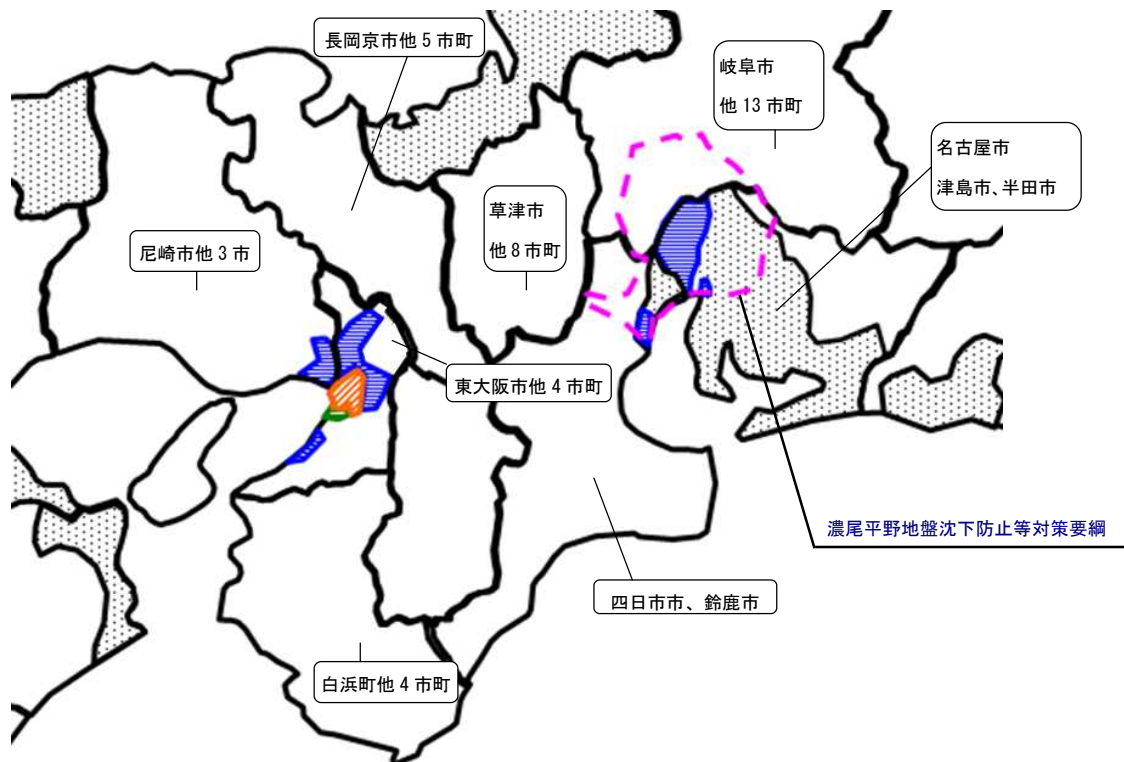 長岡京市他5市町
岐阜市
他13市町
名古屋市
津島市、半田市
草津市
他8市町
尼崎市他3市
東大阪市他4市町
濃尾平野地盤沈下防止等対策要綱
四日市市、鈴鹿市
白浜町他4市町